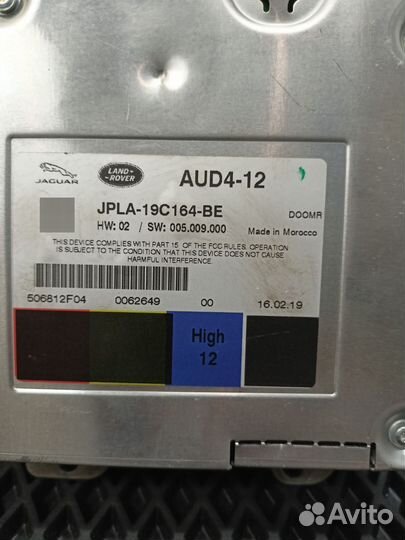 JAGUAR
LAND ROVER
AUD4-12
JPLA-19C164-BE
DOOMR
HW: 02 / SW: 005.009.000
Made in Morocco
THIS DEVICE COMPLIES WITH PART 15 OF THE FCC RULES. OPERATION
IS SUBJECT TO THE CONDITION THAT THIS DEVICE DOES NOT CAUSE
HARMFUL INTERFERENCE.
506812F04 0062649 00 16.02.19
High
12
Avito